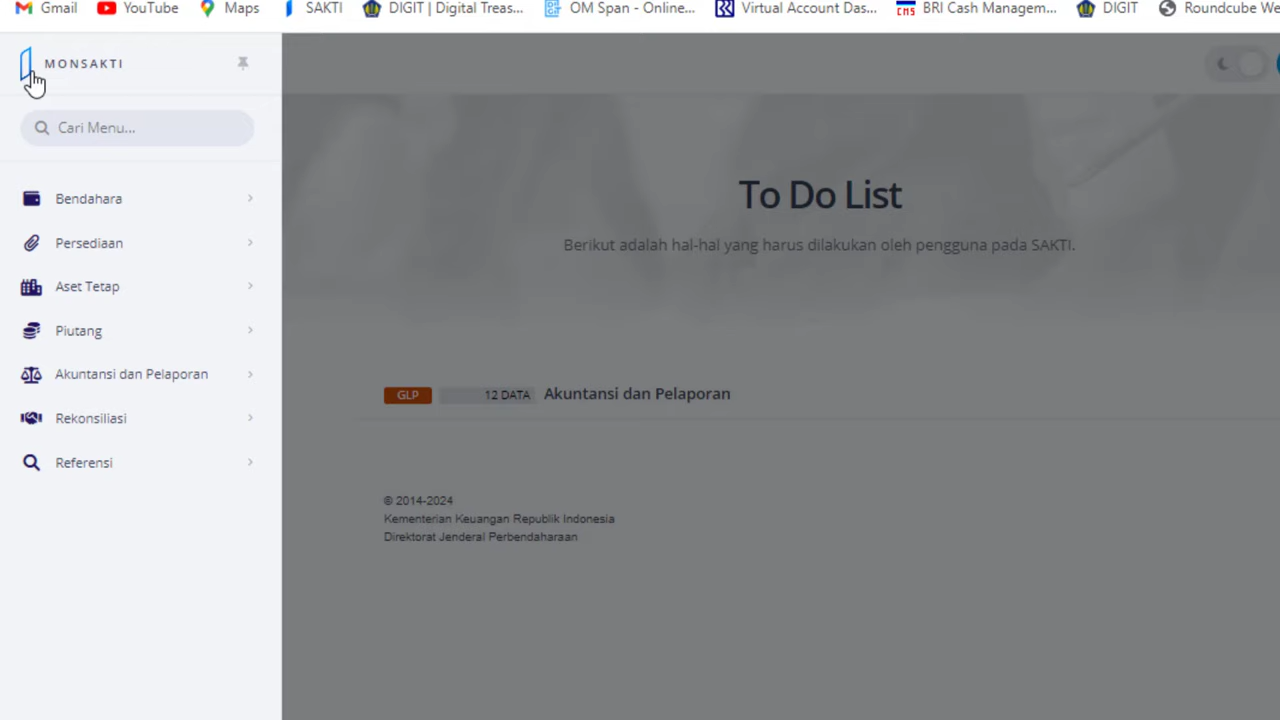 Gmail YouTube Maps SAKTI DIGIT | Digital Treas... OM Span - Online... Virtual Account Das... BRI Cash Managem... DIGIT Roundcube We
MONSAKTI
Cari Menu...
Bendahara
Persediaan
Aset Tetap
Piutang
Akuntansi dan Pelaporan
Rekonsiliasi
Referensi
To Do List
Berikut adalah hal-hal yang harus dilakukan oleh pengguna pada SAKTI.
GLP 12 DATA Akuntansi dan Pelaporan
© 2014-2024
Kementerian Keuangan Republik Indonesia
Direktorat Jenderal Perbendaharaan